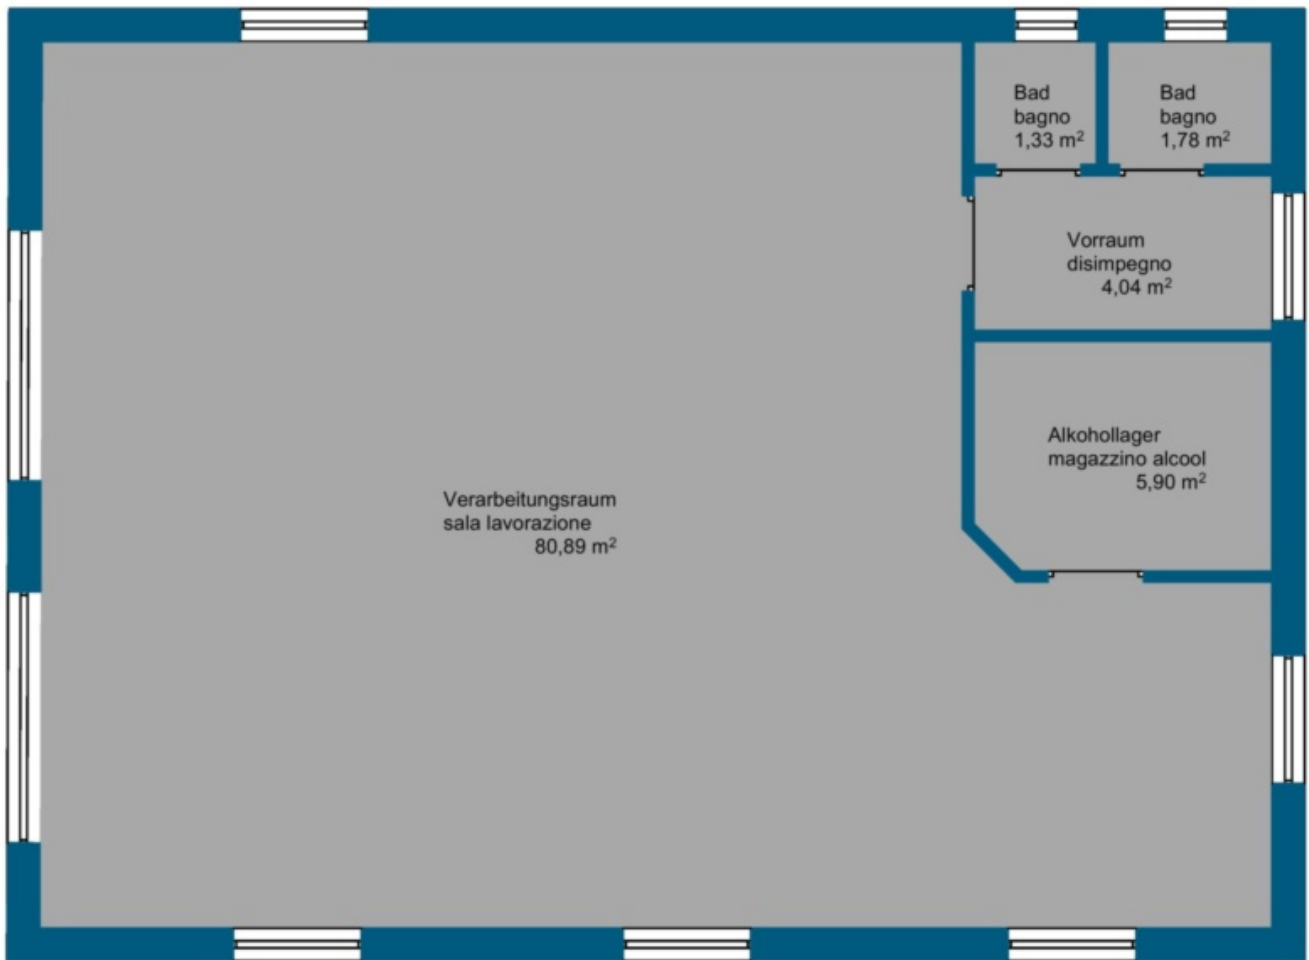 Bad
bagno
1,33 m²
Bad
bagno
1,78 m²
Vorraum
disimpegno
4,04 m²
Alkohollager
magazzino alcool
5,90 m²
Verarbeitungsraum
sala lavorazione
80,89 m²